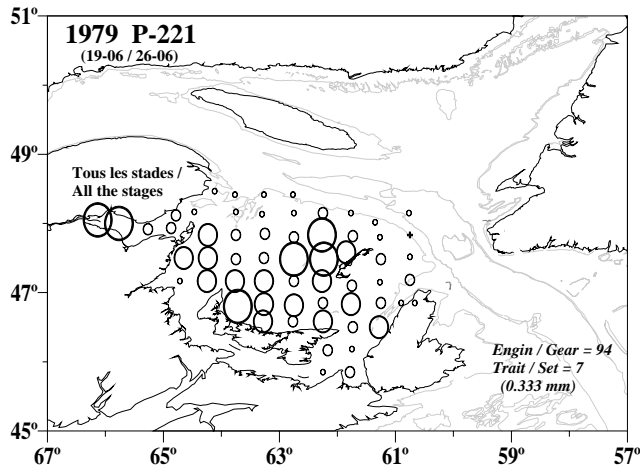 51º
1979 P-221
(19-06 / 26-06)
49º
Tous les stades /
All the stages
47º
Engin / Gear = 94
Trait / Set = 7
(0.333 mm)
45º
67º 65º 63º 61º 59º 57º